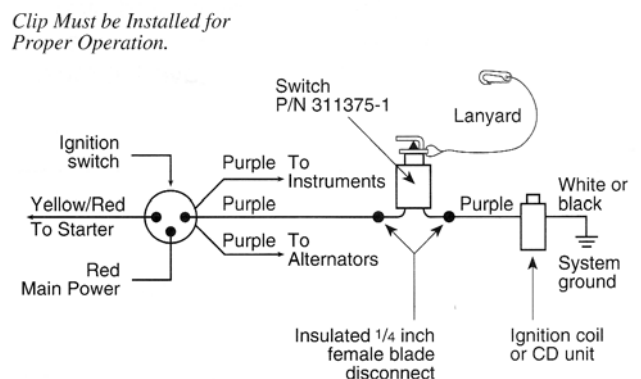 Clip Must be Installed for
Proper Operation.
Switch
P/N 311375-1
Lanyard
Ignition
switch
Purple To
Instruments
Yellow/Red
To Starter
Purple
Purple
White or
black
Purple To
Alternators
Red
Main Power
System
ground
Insulated 1/4 inch
female blade
disconnect
Ignition coil
or CD unit